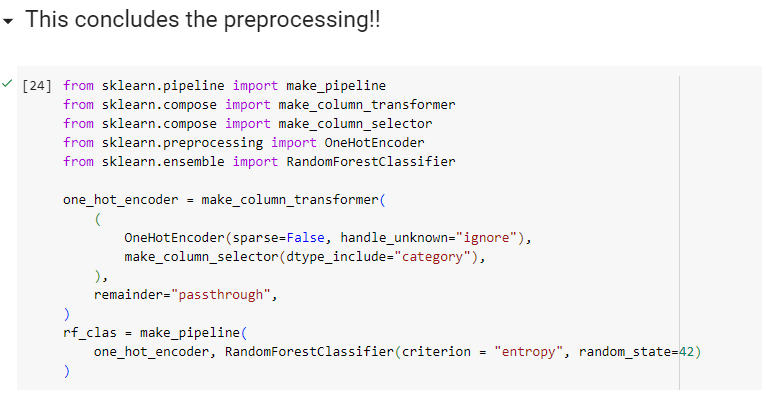 This concludes the preprocessing!!
[24] from sklearn.pipeline import make_pipeline
from sklearn.compose import make_column_transformer
from sklearn.compose import make_column_selector
from sklearn.preprocessing import OneHotEncoder
from sklearn.ensemble import RandomForestClassifier
one_hot_encoder = make_column_transformer(
(
OneHotEncoder(sparse=False, handle_unknown="ignore"),
make_column_selector(dtype_include="category"),
),
remainder="passthrough",
)
rf_clas = make_pipeline(
one_hot_encoder, RandomForestClassifier(criterion = "entropy", random_state=42)
)